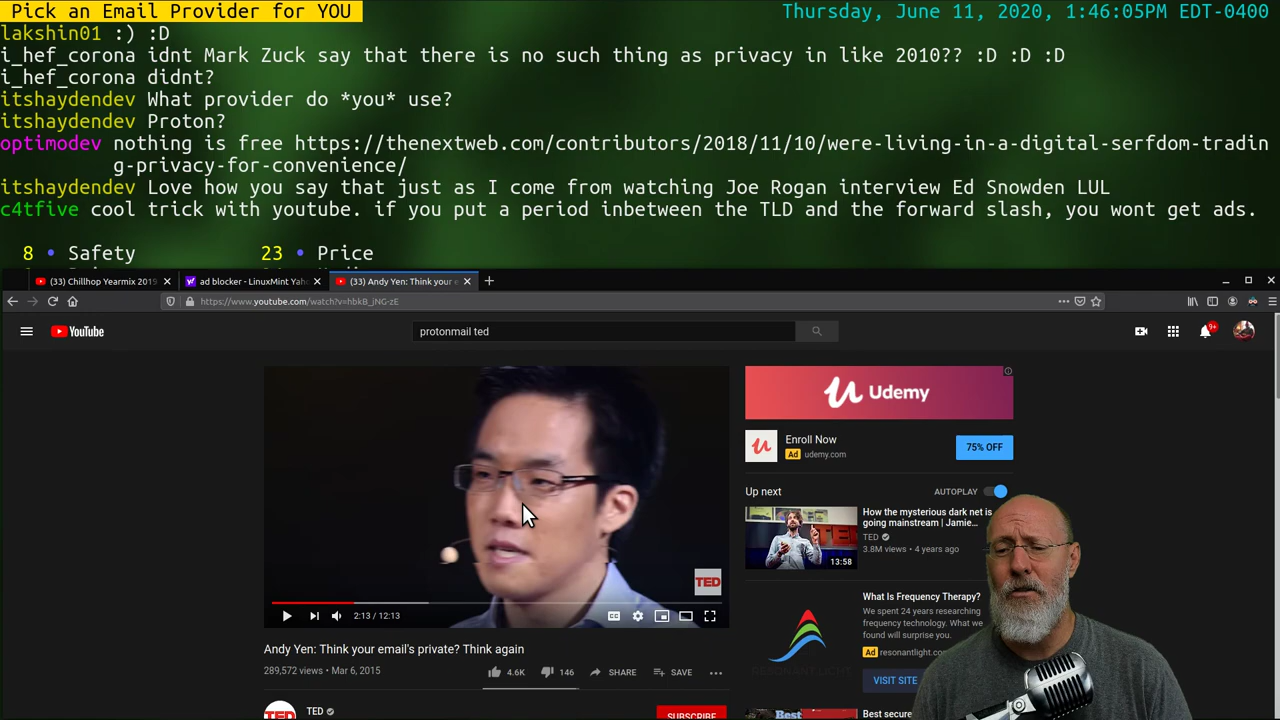 Pick an Email Provider for YOU
Thursday, June 11, 2020, 1:46:05PM EDT-0400
lakshin01 :) :D
i_hef_corona idnt Mark Zuck say that there is no such thing as privacy in like 2010?? :D :D :D
i_hef_corona didnt?
itshaydendev What provider do *you* use?
itshaydendev Proton?
optimodev nothing is free https://thenextweb.com/contributors/2018/11/10/were-living-in-a-digital-serfdom-tradin
g-privacy-for-convenience/
itshaydendev Love how you say that just as I come from watching Joe Rogan interview Ed Snowden LUL
c4tfive cool trick with youtube. if you put a period inbetween the TLD and the forward slash, you wont get ads.
8 • Safety 23 • Price
(33) Chillhop Yearmix 2019 ad blocker - LinuxMint Yaho (33) Andy Yen: Think your e
https://www.youtube.com/watch?v=hbkB_jNG-zE
YouTube
protonmail ted
9+
Udemy
Enroll Now
Ad udemy.com
75% OFF
Up next
AUTOPLAY
How the mysterious dark net is
going mainstream | Jamie...
TED
3.8M views • 4 years ago
13:58
TED
CC
2:13 / 12:13
What Is Frequency Therapy?
We spent 24 years researching
frequency technology. What we
found will surprise you.
Ad resonantlight.com
VISIT SITE
Andy Yen: Think your email's private? Think again
289,572 views • Mar 6, 2015
4.6K 146 SHARE SAVE
TED
SUBSCRIBE
Best
Best secure